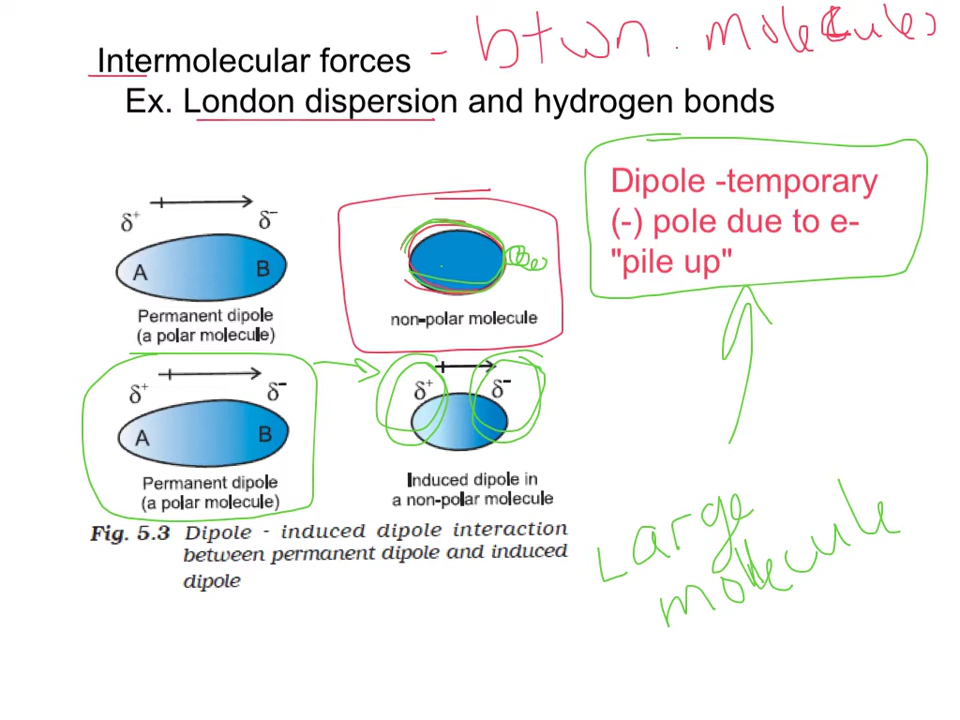 Intermolecular forces - btwn. molecules
Ex. London dispersion and hydrogen bonds
Dipole -temporary
(-) pole due to e-
"pile up"
δ+ δ-
A B
Permanent dipole
(a polar molecule)
non-polar molecule
δ+ δ-
A B
Permanent dipole
(a polar molecule)
δ+ δ-
Induced dipole in
a non-polar molecule
Fig. 5.3 Dipole - induced dipole interaction
between permanent dipole and induced
dipole
Large
molecule